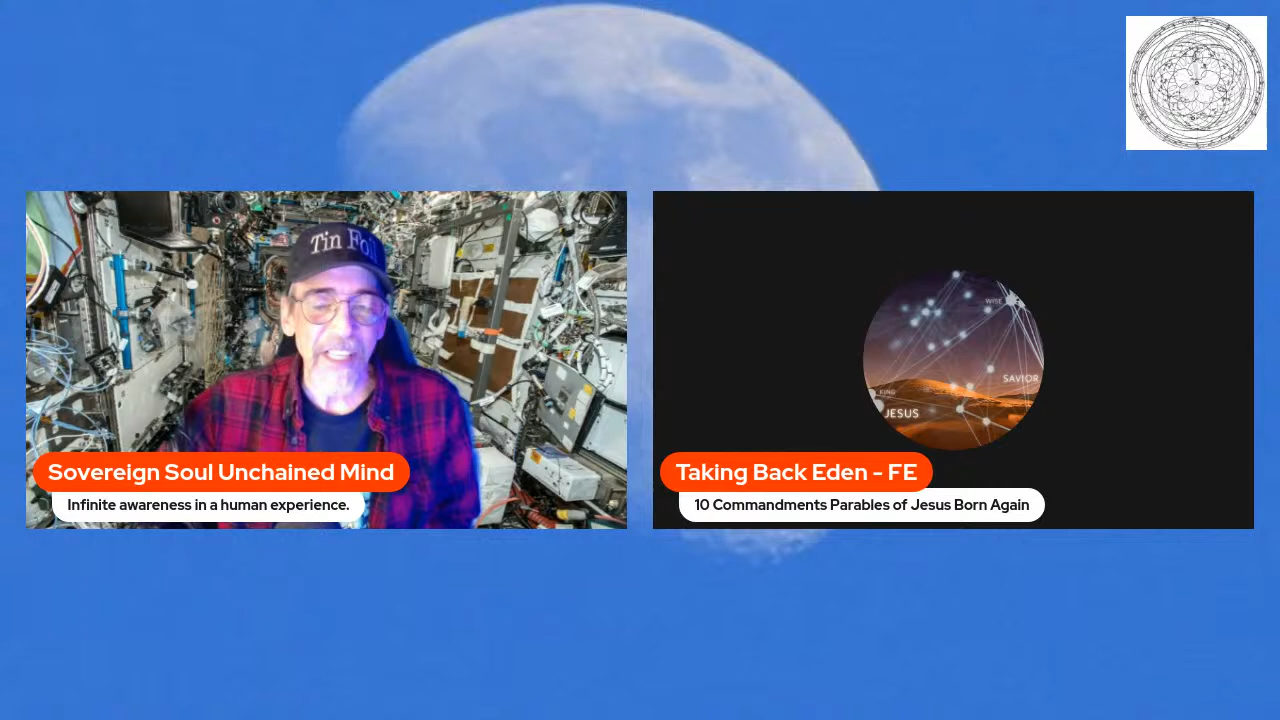 Tin Foil
Sovereign Soul Unchained Mind
Infinite awareness in a human experience.
WISE
SAVIOR
KING
JESUS
Taking Back Eden - FE
10 Commandments Parables of Jesus Born Again